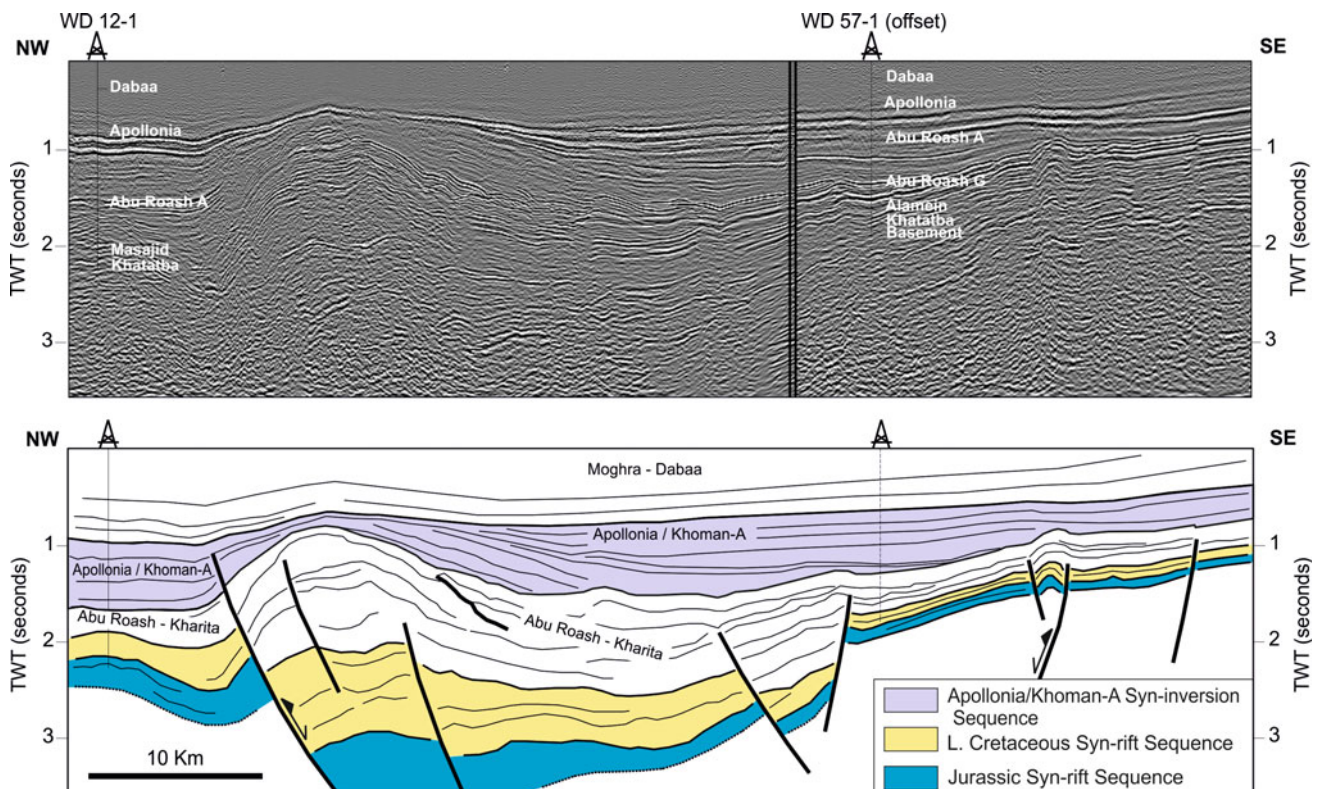 WD 12-1
WD 57-1 (offset)
NW
SE
Dabaa
Dabaa
Apollonia
Apollonia
Abu Roash A
1
1
TWT (seconds)
TWT (seconds)
Abu Roash A
Abu Roash G
Alamein
Khatatba
Basement
2
2
Masajid
Khatatba
3
3
NW
SE
Moghra - Dabaa
Apollonia / Khoman-A
1
1
Apollonia / Khoman-A
Abu Roash - Kharita
Abu Roash - Kharita
TWT (seconds)
TWT (seconds)
2
2
3
3
10 Km
Apollonia/Khoman-A Syn-inversion
Sequence
L. Cretaceous Syn-rift Sequence
Jurassic Syn-rift Sequence